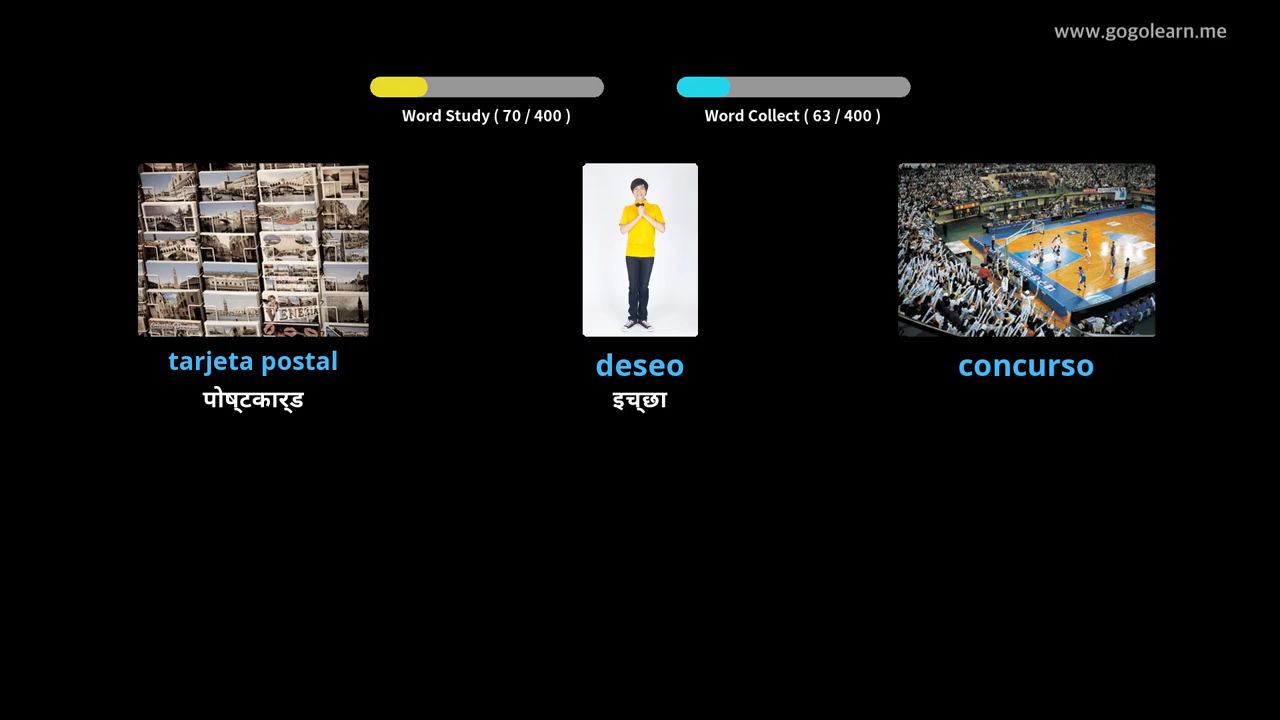 www.gogolearn.me
Word Study ( 70 / 400 )
Word Collect ( 63 / 400 )
tarjeta postal
deseo
concurso
पोष्टकार्ड
इच्छा